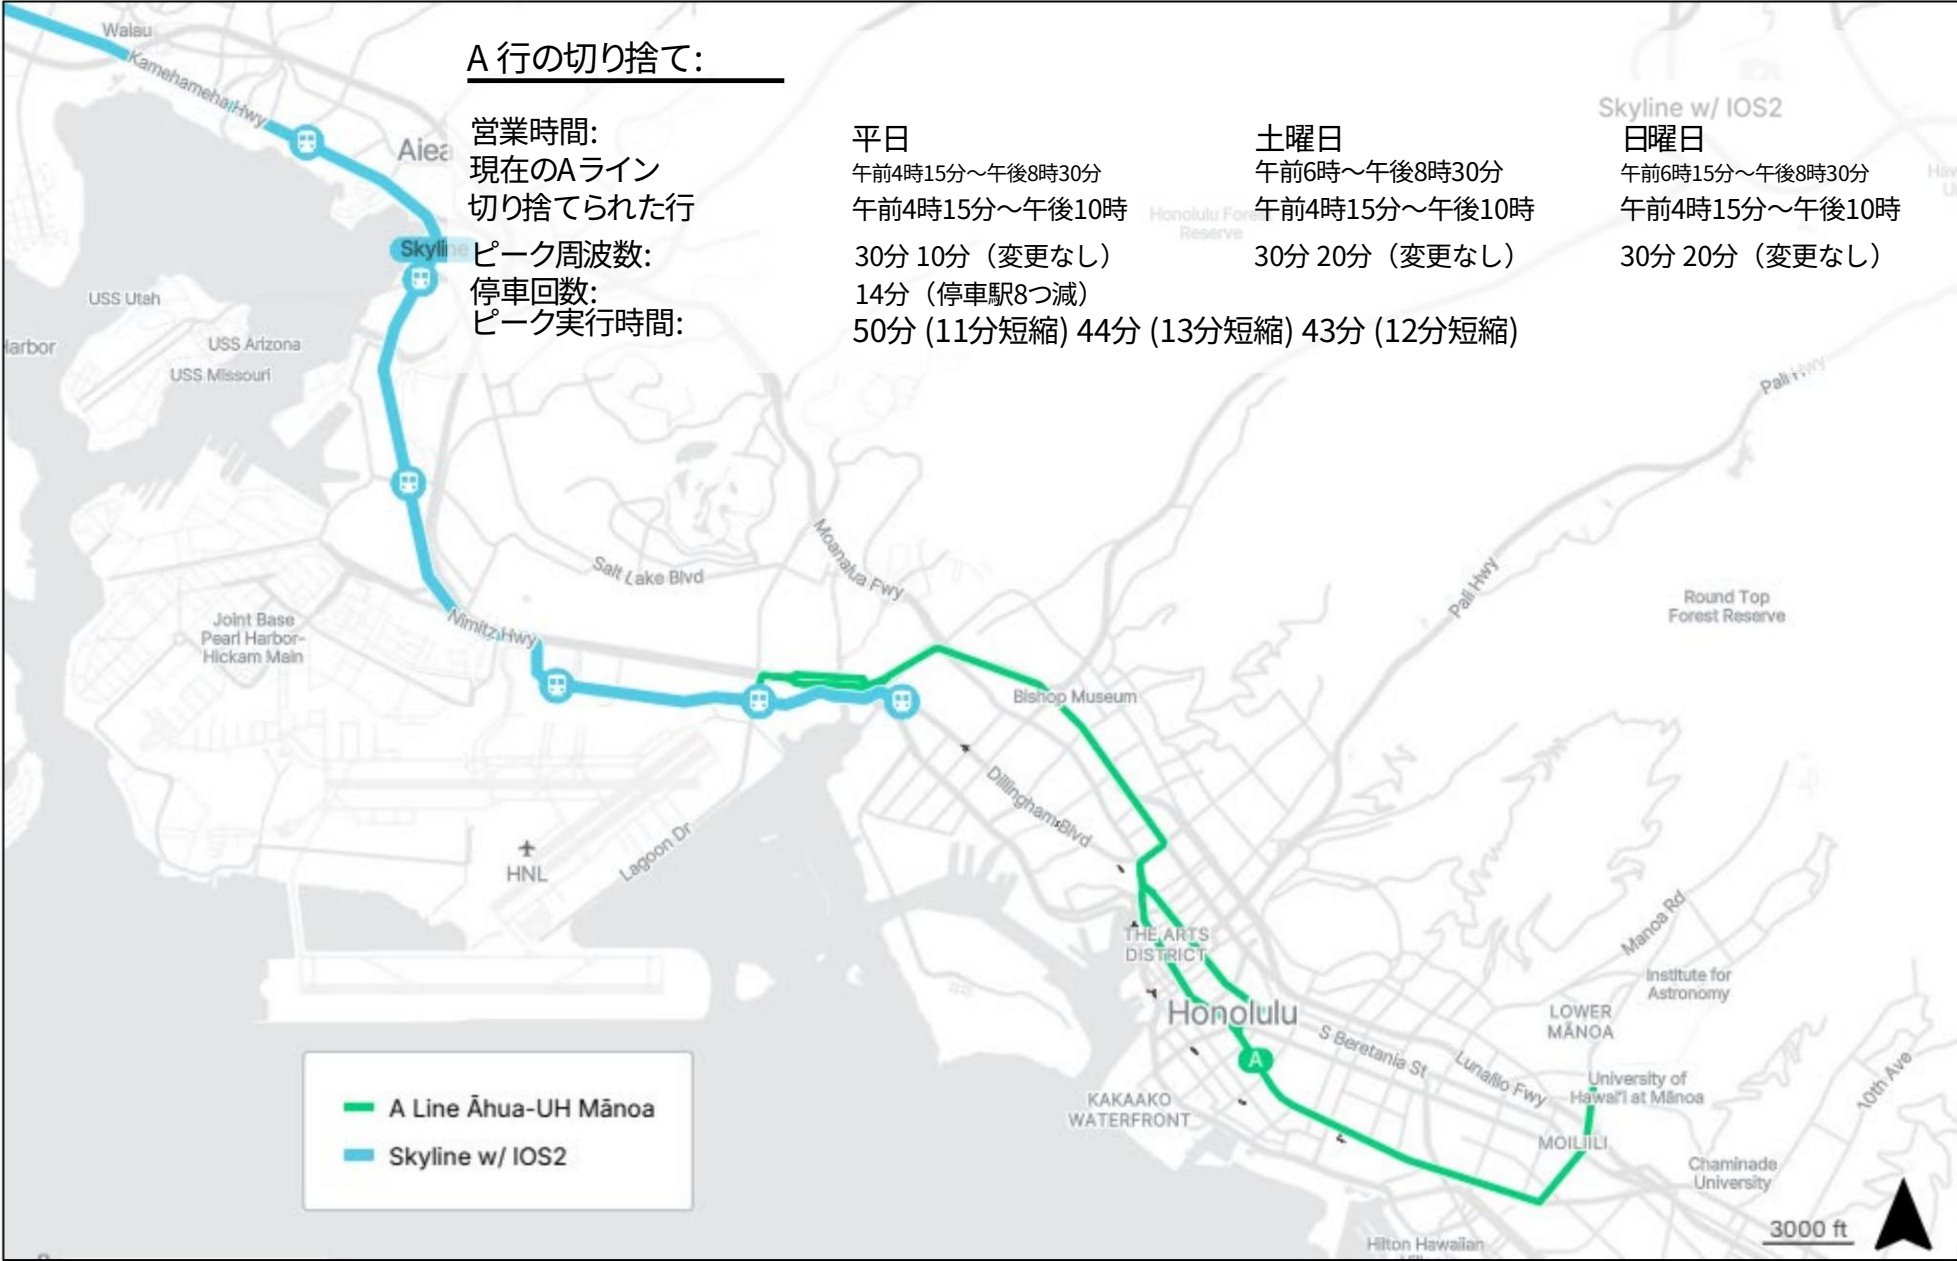 Waiau
Kamehameha Hwy
A 行の切り捨て:
Skyline w/ IOS2
Aiea
営業時間:
平日
土曜日
日曜日
現在のAライン
午前4時15分～午後8時30分
午前6時～午後8時30分
午前6時15分～午後8時30分
切り捨てられた行
午前4時15分～午後10時
午前4時15分～午後10時
午前4時15分～午後10時
Honolulu Forest
Reserve
Skyline
ピーク周波数:
30分 10分（変更なし）
30分 20分（変更なし）
30分 20分（変更なし）
停車回数:
14分（停車駅8つ減）
ピーク実行時間:
50分 (11分短縮) 44分 (13分短縮) 43分 (12分短縮)
USS Utah
USS Arizona
USS Missouri
Harbor
Pali Hwy
Moanalua Fwy
Salt Lake Blvd
Pali Hwy
Round Top
Forest Reserve
Joint Base
Pearl Harbor-
Hickam Main
Nimitz Hwy
Bishop Museum
Dillingham Blvd
Lagoon Dr
HNL
THE ARTS
DISTRICT
Manoa Rd
Institute for
Astronomy
Honolulu
LOWER
MĀNOA
S Beretania St
Lunalilo Fwy
A
University of
Hawai'i at Mānoa
10th Ave
KAKAAKO
WATERFRONT
MOILIILI
Chaminade
University
A Line Āhua-UH Mānoa
Skyline w/ IOS2
3000 ft
Hilton Hawaiian